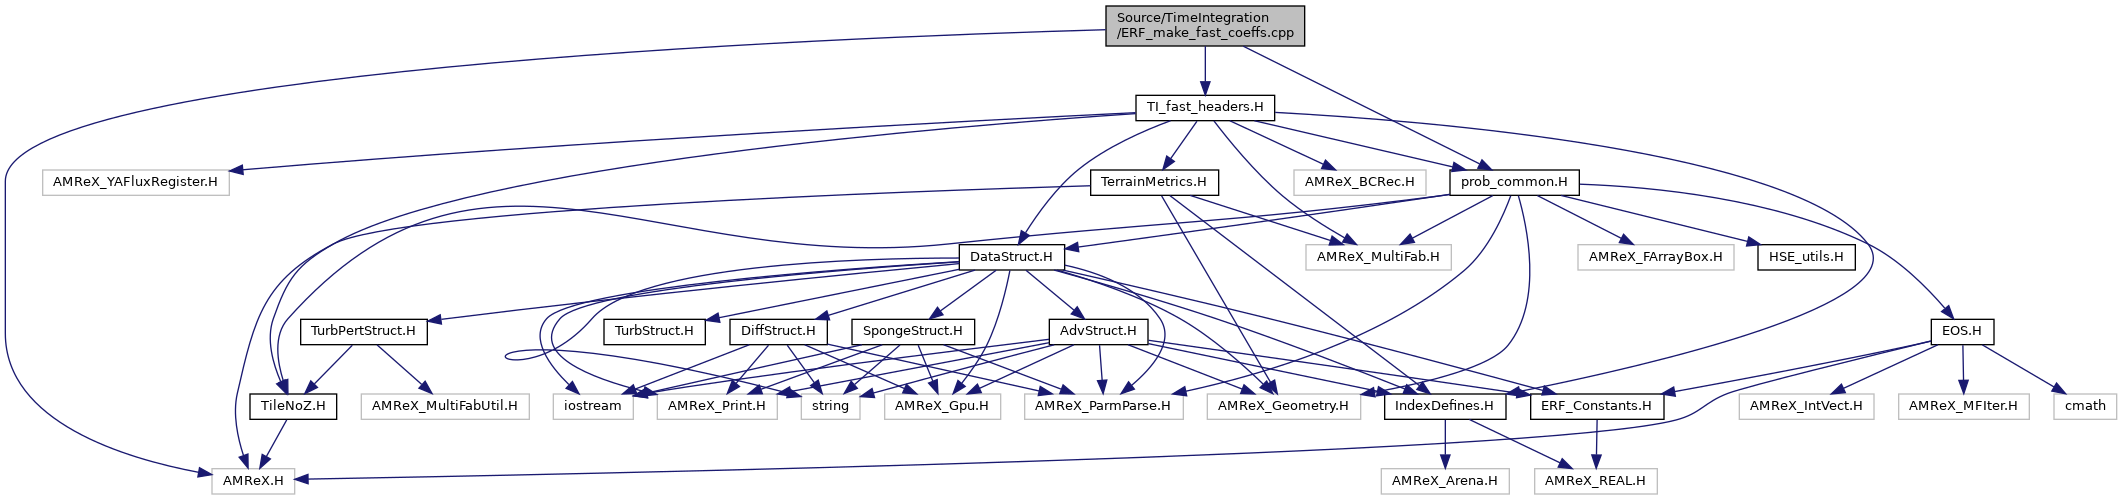 Source/TimeIntegration
/ERF_make_fast_coeffs.cpp
TI_fast_headers.H
AMReX_YAFluxRegister.H
TerrainMetrics.H
AMReX_BCRec.H
prob_common.H
DataStruct.H
AMReX_MultiFab.H
AMReX_FArrayBox.H
HSE_utils.H
TurbPertStruct.H
TurbStruct.H
DiffStruct.H
SpongeStruct.H
AdvStruct.H
EOS.H
TileNoZ.H
AMReX_MultiFabUtil.H
iostream
AMReX_Print.H
string
AMReX_Gpu.H
AMReX_ParmParse.H
AMReX_Geometry.H
IndexDefines.H
ERF_Constants.H
AMReX_IntVect.H
AMReX_MFIter.H
cmath
AMReX.H
AMReX_Arena.H
AMReX_REAL.H